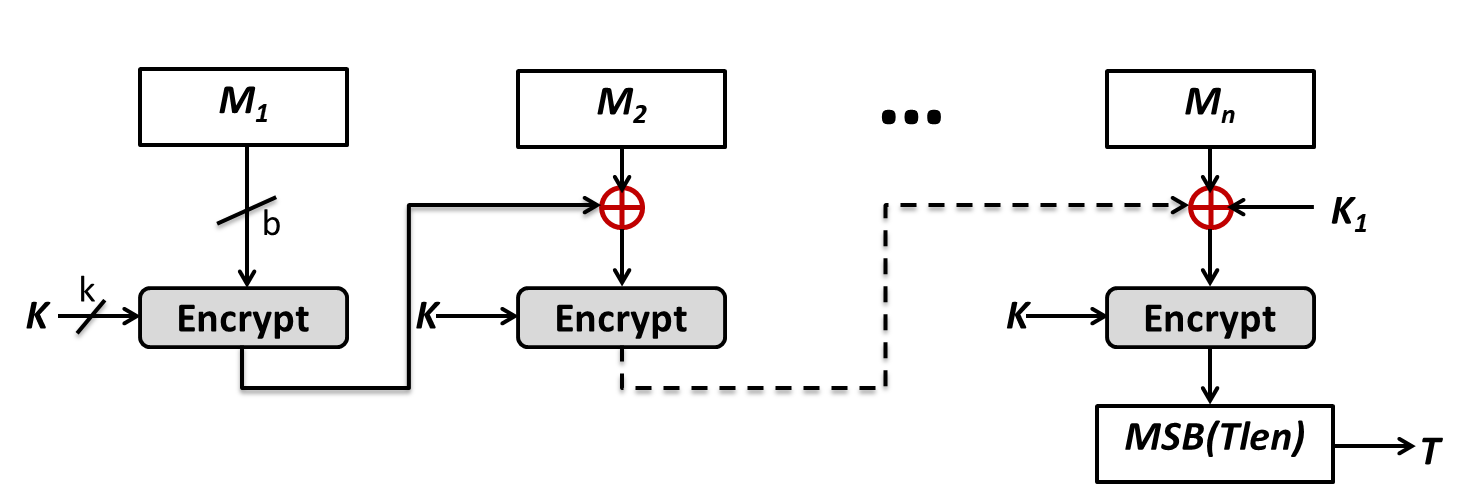 M1
M2
...
Mn
b
K1
k
K
Encrypt
K
Encrypt
K
Encrypt
MSB(Tlen)
T